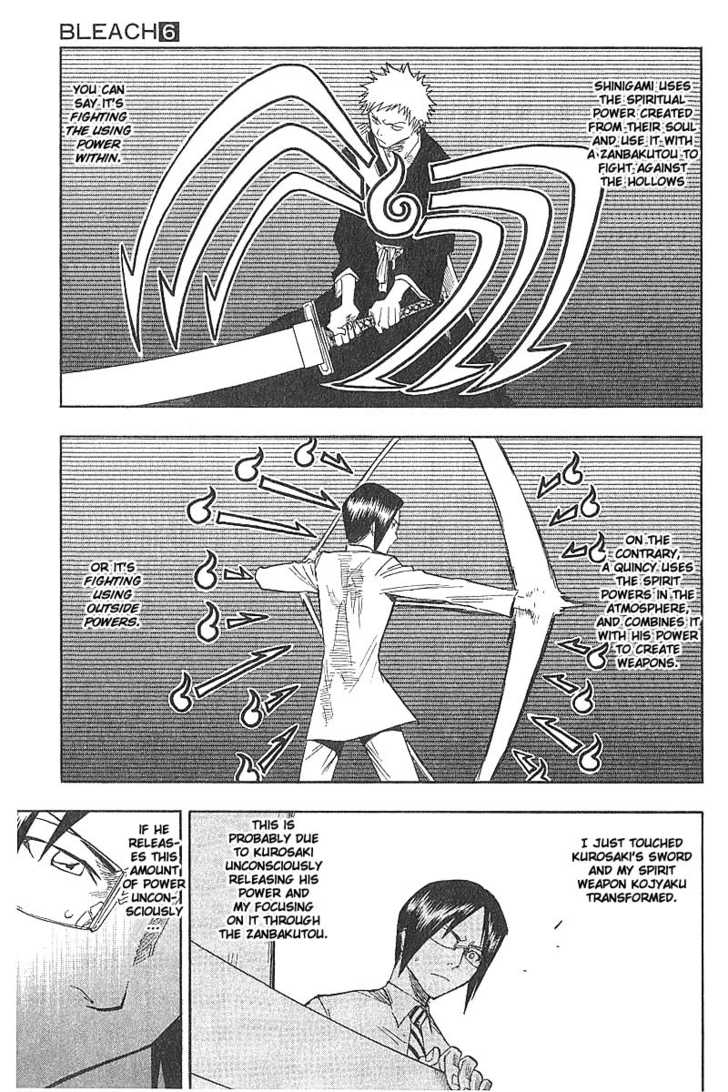 BLEACH 6
SHINIGAMI USES
THE SPIRITUAL
POWER CREATED
FROM THEIR SOUL
AND USE IT WITH
A ZANBAKUTOU TO
FIGHT AGAINST
THE HOLLOWS
YOU CAN
SAY IT'S
FIGHTING
THE USING
POWER
WITHIN.
ON THE
CONTRARY,
A QUINCY USES
THE SPIRIT
POWERS IN THE
ATMOSPHERE,
AND COMBINES IT
WITH HIS POWER
TO CREATE
WEAPONS.
OR IT'S
FIGHTING
USING
OUTSIDE
POWERS.
I JUST TOUCHED
KUROSAKI'S SWORD
AND MY SPIRIT
WEAPON KOJYAKU
TRANSFORMED.
THIS IS
PROBABLY DUE
TO KUROSAKI
UNCONSCIOUSLY
RELEASING HIS
POWER AND
MY FOCUSING
ON IT THROUGH
THE ZANBAKUTOU.
IF HE
RELEAS-
ES THIS
AMOUNT
OF POWER
UNCON-
SCIOUSLY
...